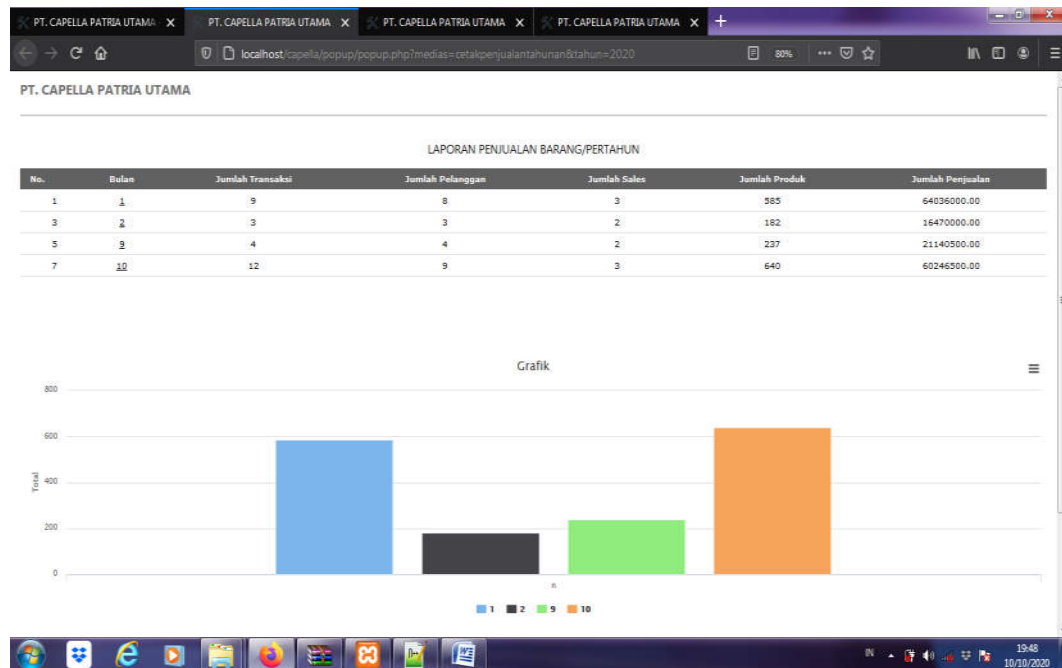 PT. CAPELLA PATRIA UTAMA PT. CAPELLA PATRIA UTAMA PT. CAPELLA PATRIA UTAMA PT. CAPELLA PATRIA UTAMA
localhost/capella/popup/popup.php?medias=cetakpenjualantahunan&tahun=2020 80%
PT. CAPELLA PATRIA UTAMA
LAPORAN PENJUALAN BARANG/PERTAHUN
No. Bulan Jumlah Transaksi Jumlah Pelanggan Jumlah Sales Jumlah Produk Jumlah Penjualan
1 1 9 8 3 585 64036000.00
3 2 3 3 2 182 16470000.00
5 9 4 4 2 237 21140500.00
7 10 12 9 3 640 60246500.00
Grafik
800
600
400
200
0
Total
1 2 9 10
IN 19:48
10/10/2020